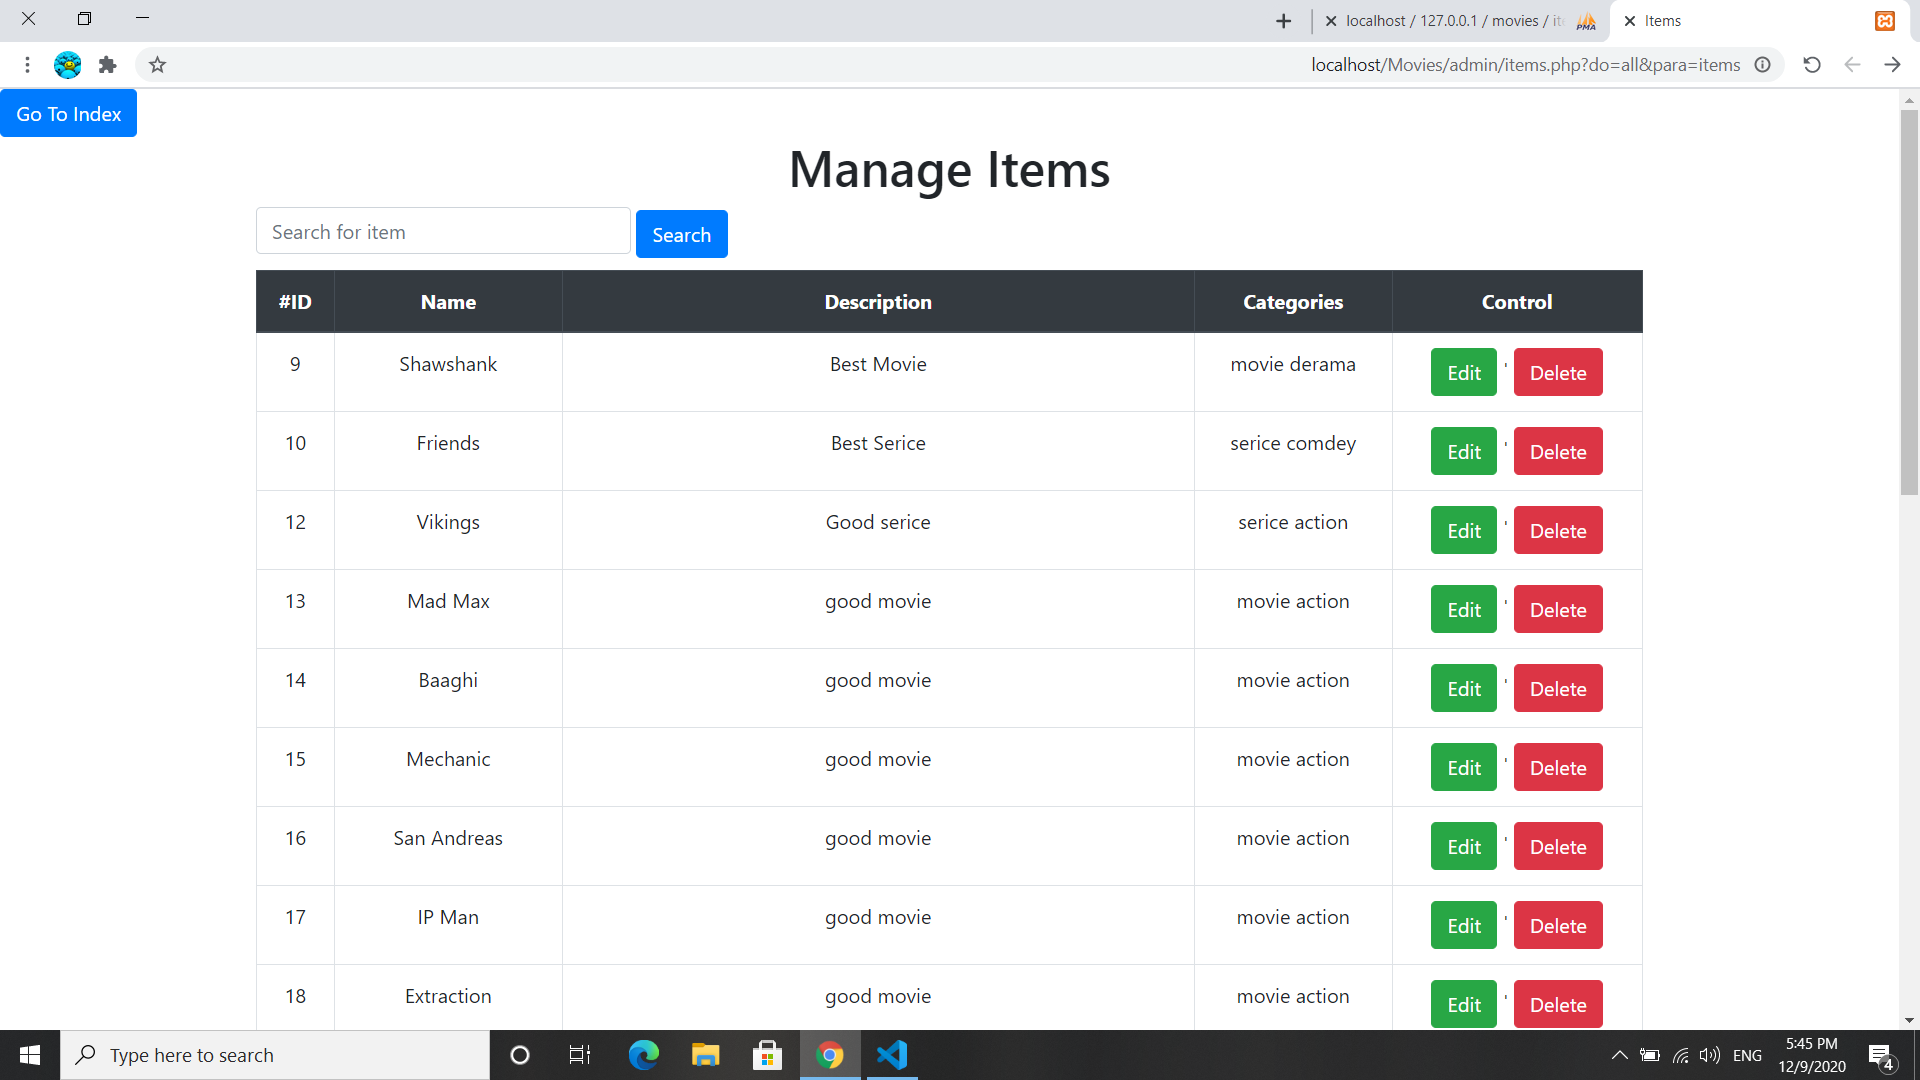 localhost / 127.0.0.1 / movies / ite
PMA
Items
localhost/Movies/admin/items.php?do=all&para=items
Go To Index
Manage Items
Search for item Search
#ID Name Description Categories Control
9 Shawshank Best Movie movie derama Edit ' Delete
10 Friends Best Serice serice comdey Edit ' Delete
12 Vikings Good serice serice action Edit ' Delete
13 Mad Max good movie movie action Edit ' Delete
14 Baaghi good movie movie action Edit ' Delete
15 Mechanic good movie movie action Edit ' Delete
16 San Andreas good movie movie action Edit ' Delete
17 IP Man good movie movie action Edit ' Delete
18 Extraction good movie movie action Edit ' Delete
Type here to search
ENG
5:45 PM
12/9/2020
4